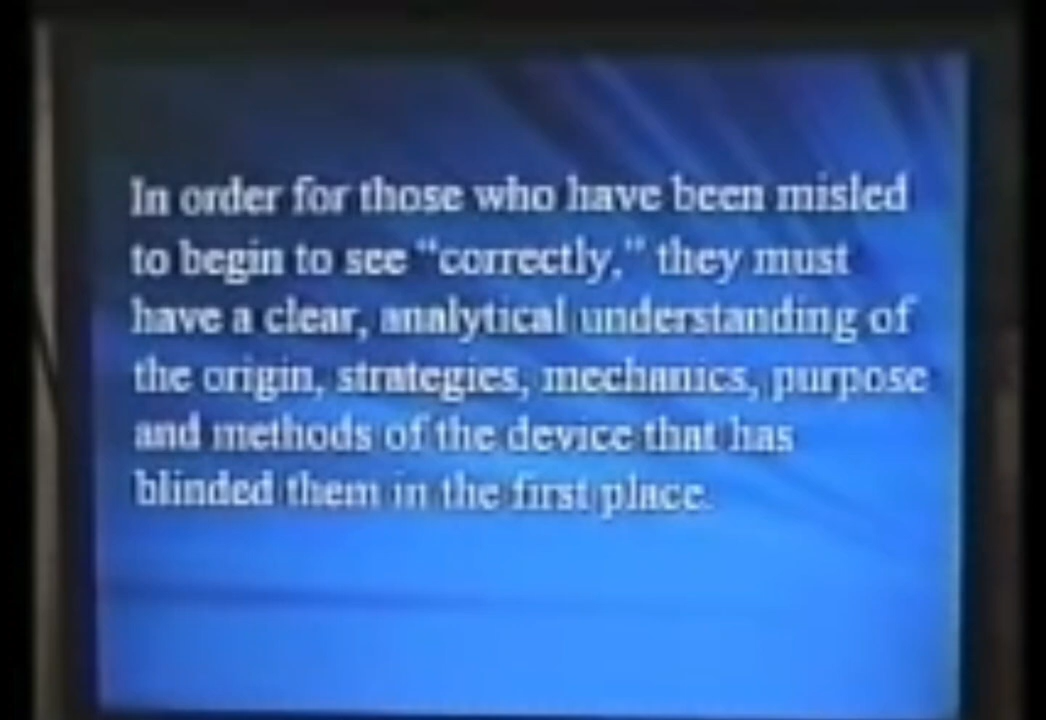 In order for those who have been misled
to begin to see “correctly,” they must
have a clear, analytical understanding of
the origin, strategies, mechanics, purpose
and methods of the device that has
blinded them in the first place.